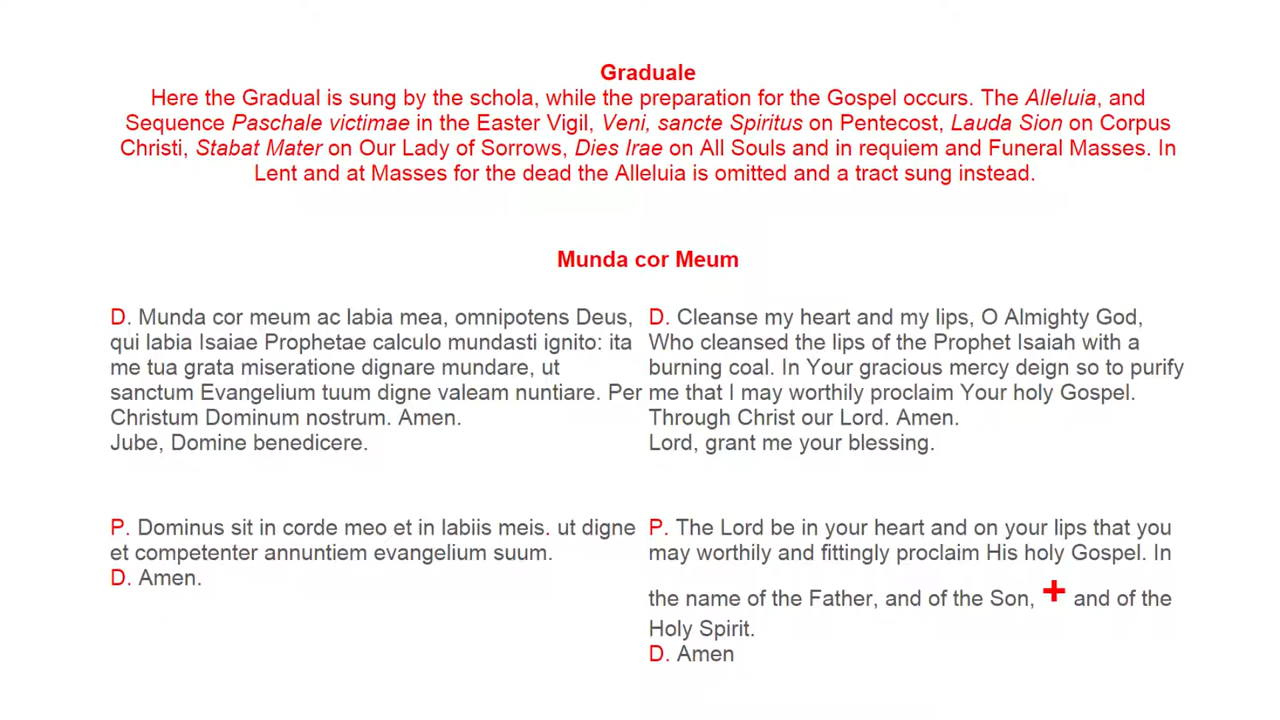 Graduale
Here the Gradual is sung by the schola, while the preparation for the Gospel occurs. The Alleluia, and
Sequence Paschale victimae in the Easter Vigil, Veni, sancte Spiritus on Pentecost, Lauda Sion on Corpus
Christi, Stabat Mater on Our Lady of Sorrows, Dies Irae on All Souls and in requiem and Funeral Masses. In
Lent and at Masses for the dead the Alleluia is omitted and a tract sung instead.
Munda cor Meum
D. Munda cor meum ac labia mea, omnipotens Deus,
qui labia Isaiae Prophetae calculo mundasti ignito: ita
me tua grata miseratione dignare mundare, ut
sanctum Evangelium tuum digne valeam nuntiare. Per
Christum Dominum nostrum. Amen.
Jube, Domine benedicere.
D. Cleanse my heart and my lips, O Almighty God,
Who cleansed the lips of the Prophet Isaiah with a
burning coal. In Your gracious mercy deign so to purify
me that I may worthily proclaim Your holy Gospel.
Through Christ our Lord. Amen.
Lord, grant me your blessing.
P. Dominus sit in corde meo et in labiis meis. ut digne
et competenter annuntiem evangelium suum.
D. Amen.
P. The Lord be in your heart and on your lips that you
may worthily and fittingly proclaim His holy Gospel. In
the name of the Father, and of the Son, + and of the
Holy Spirit.
D. Amen